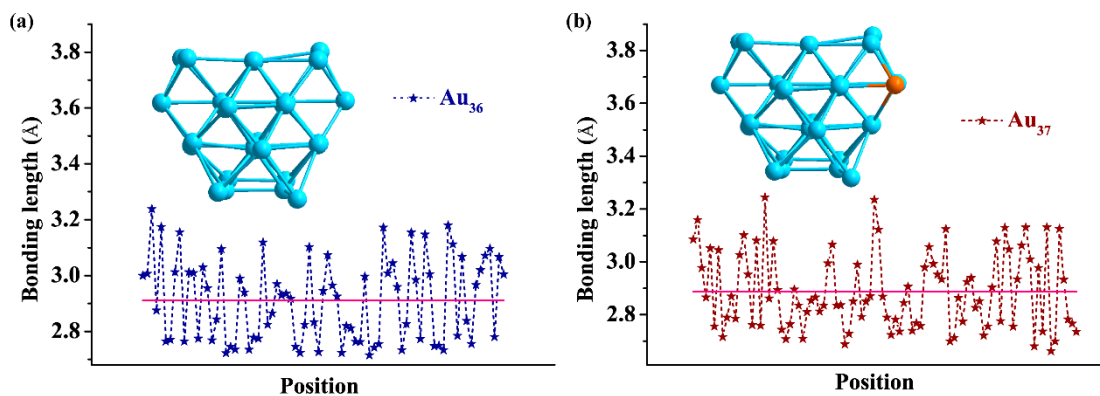 (a)
3.8
3.6
3.4
3.2
3.0
2.8
Bonding length (Å)
Position
Au₃₆
(b)
3.8
3.6
3.4
3.2
3.0
2.8
Bonding length (Å)
Position
Au₃₇